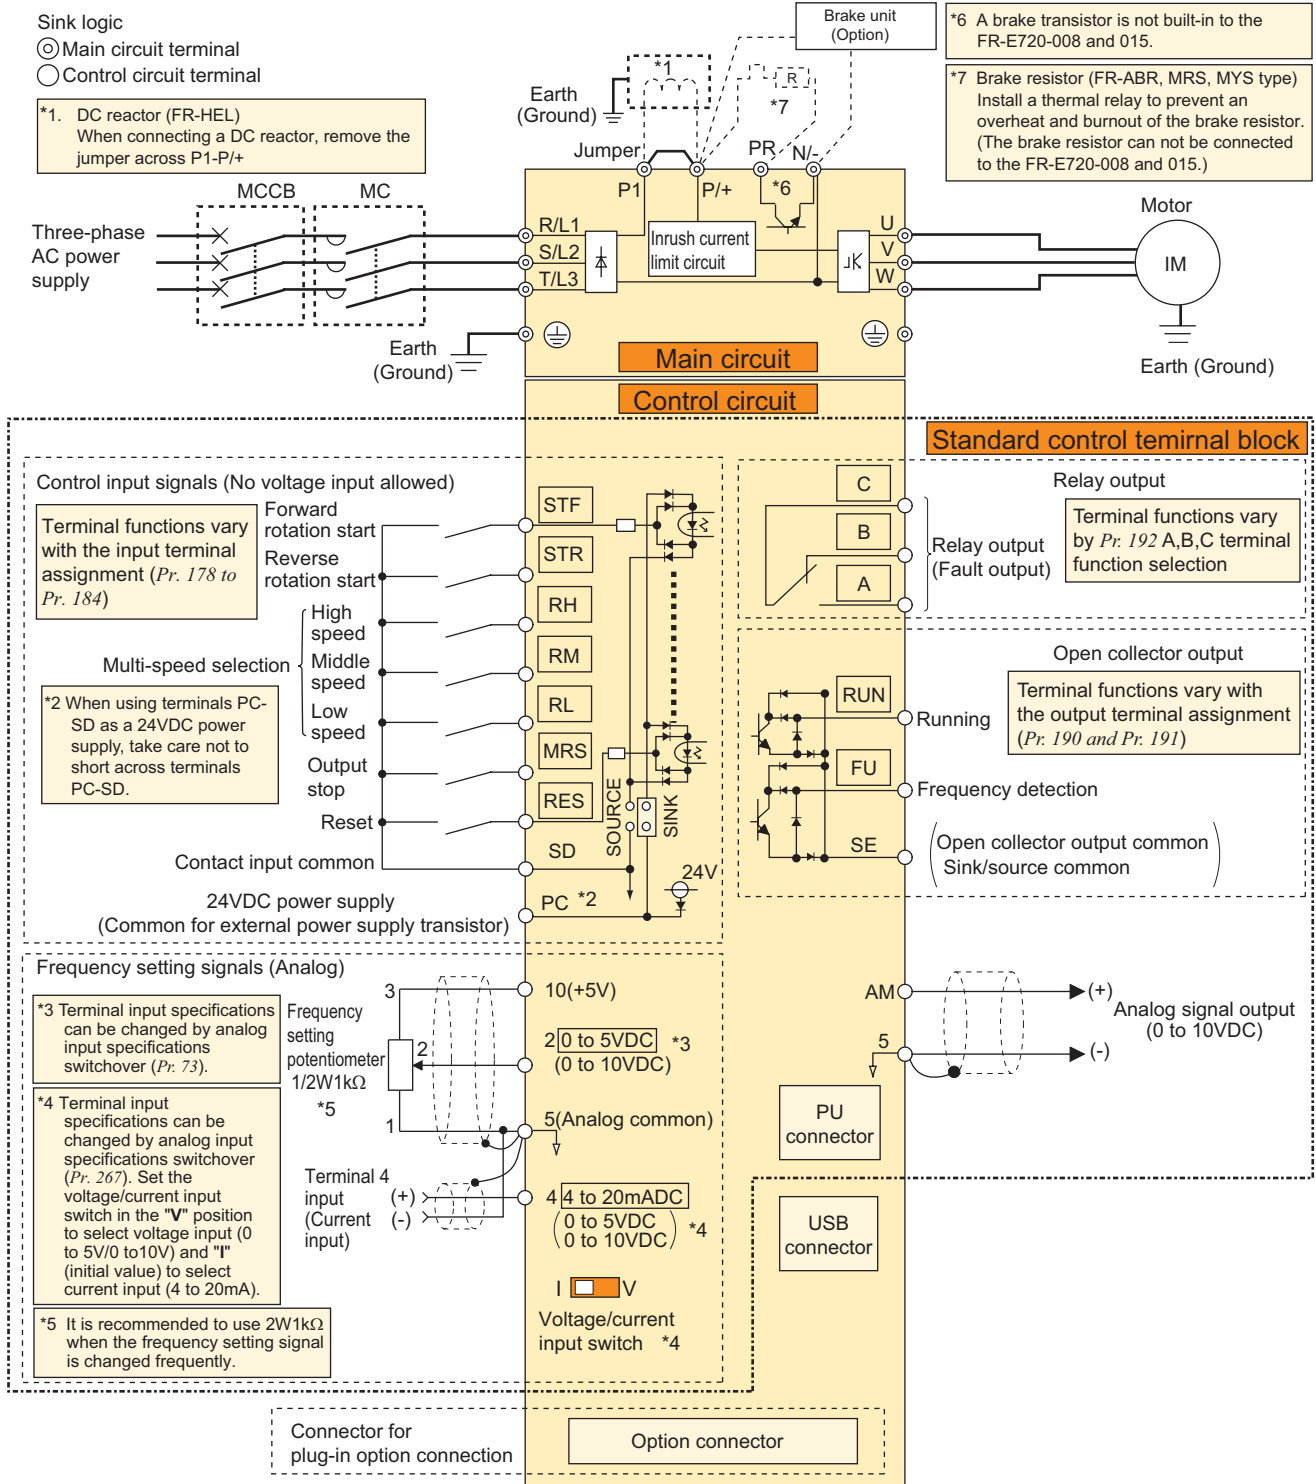 Sink logic
Main circuit terminal
Control circuit terminal
*1. DC reactor (FR-HEL)
When connecting a DC reactor, remove the
jumper across P1-P/+
Brake unit
(Option)
*6 A brake transistor is not built-in to the
FR-E720-008 and 015.
*7 Brake resistor (FR-ABR, MRS, MYS type)
Install a thermal relay to prevent an
overheat and burnout of the brake resistor.
(The brake resistor can not be connected
to the FR-E720-008 and 015.)
*1
R
*7
Earth
(Ground)
Jumper
PR
N/-
P1
P/+
*6
MCCB
MC
Three-phase
AC power
supply
R/L1
S/L2
T/L3
Inrush current
limit circuit
U
V
W
Motor
IM
Earth
(Ground)
Earth (Ground)
Main circuit
Control circuit
Standard control temirnal block
Control input signals (No voltage input allowed)
Terminal functions vary
with the input terminal
assignment (Pr. 178 to
Pr. 184)
Forward
rotation start
Reverse
rotation start
High
speed
Multi-speed selection
Middle
speed
Low
speed
*2 When using terminals PC-
SD as a 24VDC power
supply, take care not to
short across terminals
PC-SD.
Output
stop
Reset
Contact input common
24VDC power supply
(Common for external power supply transistor)
STF
STR
RH
RM
RL
MRS
RES
SD
PC *2
SOURCE
SINK
24V
C
B
A
Relay output
Relay output
(Fault output)
Terminal functions vary
by Pr. 192 A,B,C terminal
function selection
Open collector output
Terminal functions vary with
the output terminal assignment
(Pr. 190 and Pr. 191)
RUN
Running
FU
Frequency detection
SE
Open collector output common
Sink/source common
Frequency setting signals (Analog)
*3 Terminal input specifications
can be changed by analog
input specifications
switchover (Pr. 73).
*4 Terminal input
specifications can be
changed by analog input
specifications switchover
(Pr. 267). Set the
voltage/current input
switch in the "V" position
to select voltage input (0
to 5V/0 to10V) and "I"
(initial value) to select
current input (4 to 20mA).
*5 It is recommended to use 2W1kΩ
when the frequency setting signal
is changed frequently.
Frequency
setting
potentiometer
1/2W1kΩ
*5
3
2
1
10(+5V)
2 0 to 5VDC *3
(0 to 10VDC)
5(Analog common)
Terminal 4
input
(Current
input)
(+)
(-)
4 4 to 20mADC
0 to 5VDC
0 to 10VDC
*4
I V
Voltage/current
input switch *4
AM
5
(+)
(-)
Analog signal output
(0 to 10VDC)
PU
connector
USB
connector
Connector for
plug-in option connection
Option connector